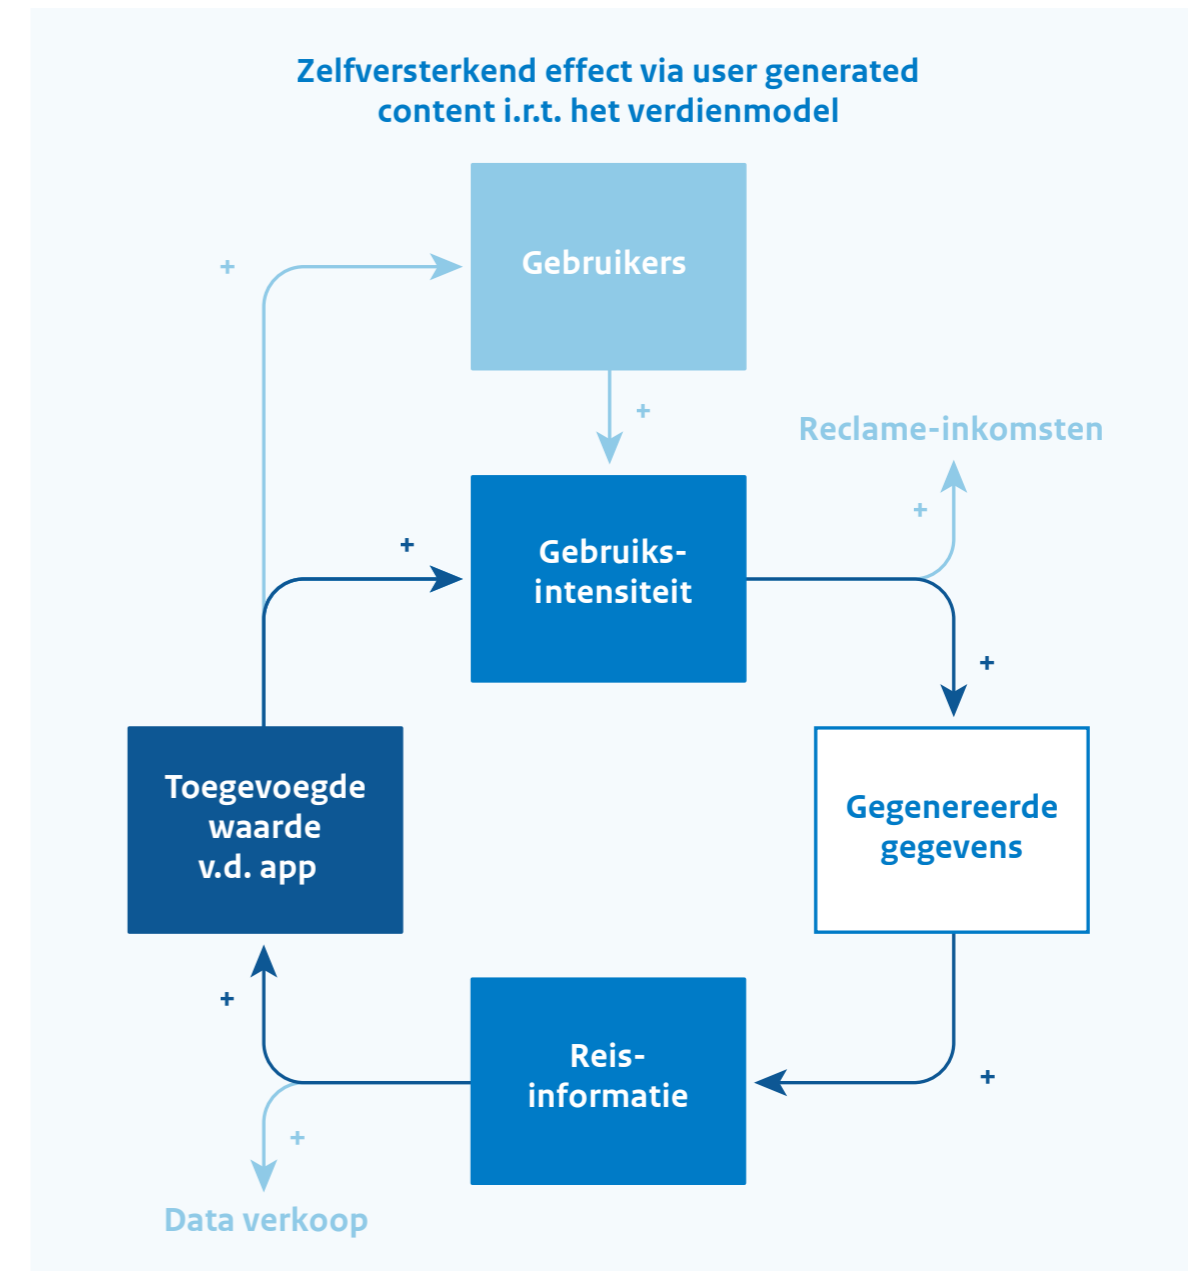 Zelfversterkend effect via user generated
content i.r.t. het verdienmodel
+
Gebruikers
+
Reclame-inkomsten
+
+
Gebruiks-
intensiteit
+
Toegevoegde
waarde
v.d. app
Gegenereerde
gegevens
+
Reis-
informatie
+
+
Data verkoop